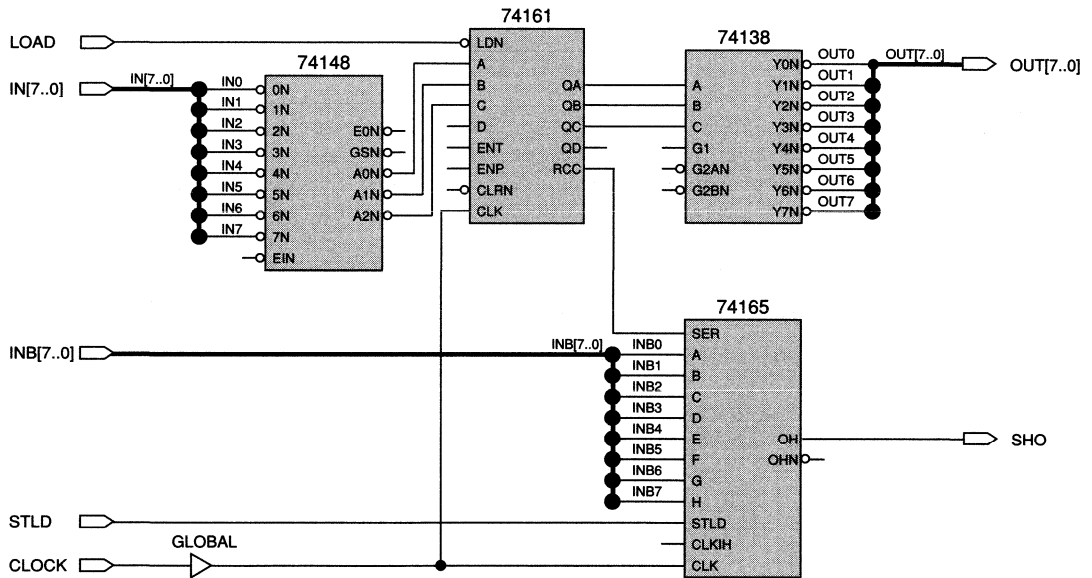 74161
LOAD
LDN
74148
74138
IN[7..0]
IN[7..0]
IN0
IN1
IN2
IN3
IN4
IN5
IN6
IN7
0N
1N
2N
3N
4N
5N
6N
7N
EIN
E0N
GSN
A0N
A1N
A2N
A
B
C
D
ENT
ENP
CLRN
CLK
QA
QB
QC
QD
RCC
A
B
C
G1
G2AN
G2BN
Y0N
Y1N
Y2N
Y3N
Y4N
Y5N
Y6N
Y7N
OUT0
OUT1
OUT2
OUT3
OUT4
OUT5
OUT6
OUT7
OUT[7..0]
OUT[7..0]
74165
INB[7..0]
INB[7..0]
INB0
INB1
INB2
INB3
INB4
INB5
INB6
INB7
SER
A
B
C
D
E
F
G
H
STLD
CLKIH
CLK
OH
OHN
SHO
STLD
GLOBAL
CLOCK